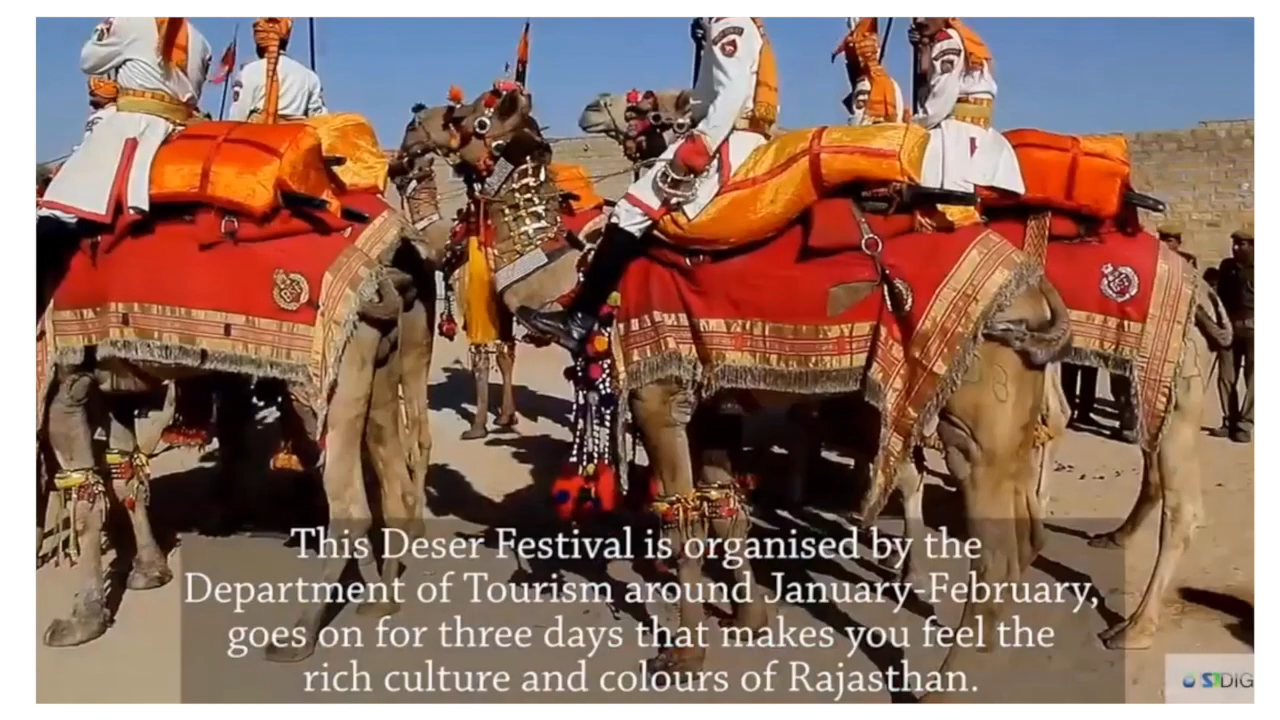 This Deser Festival is organised by the
Department of Tourism around January-February,
goes on for three days that makes you feel the
rich culture and colours of Rajasthan.
STDIG